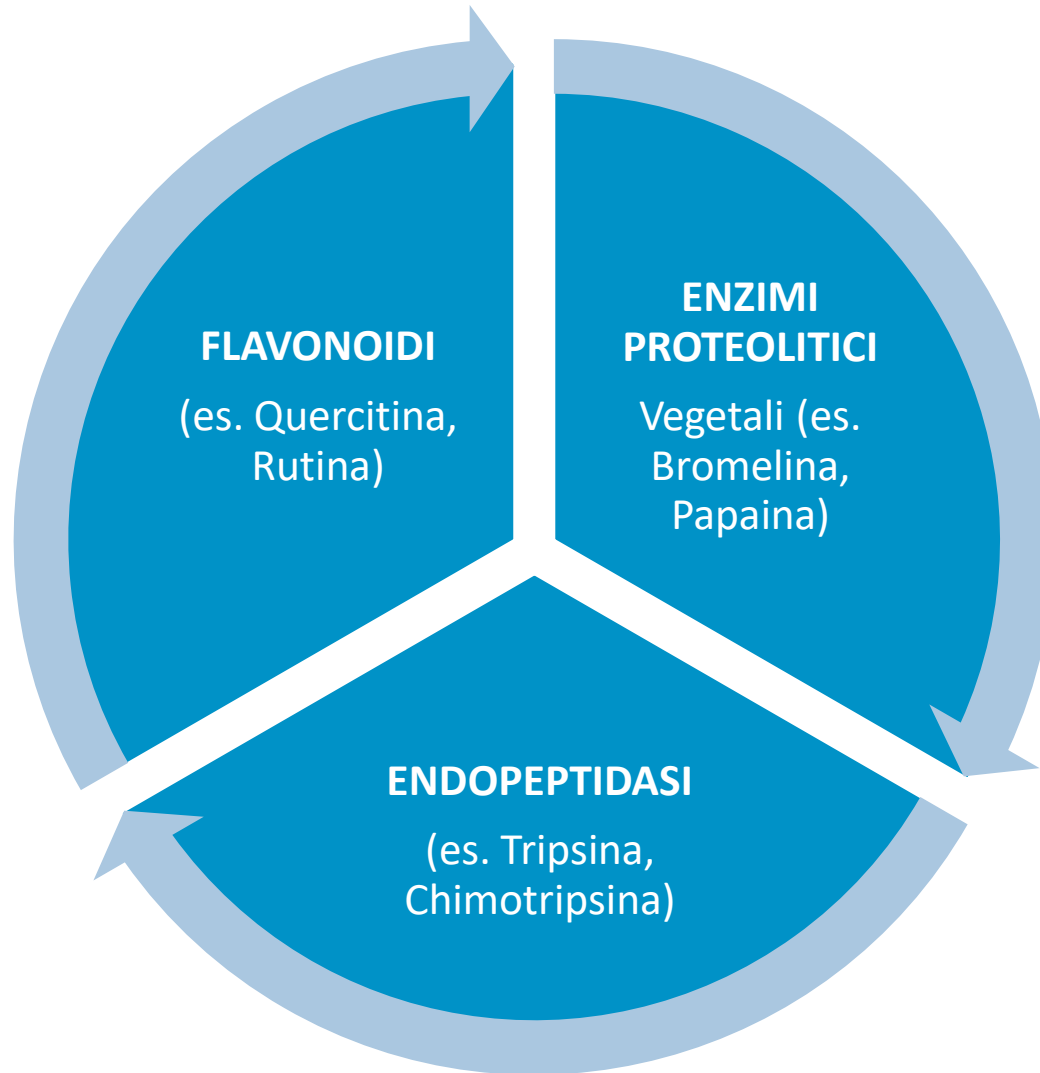 FLAVONOIDI
(es. Quercitina,
Rutina)
ENZIMI
PROTEOLITICI
Vegetali (es.
Bromelina,
Papaina)
ENDOPEPTIDASI
(es. Tripsina,
Chimotripsina)